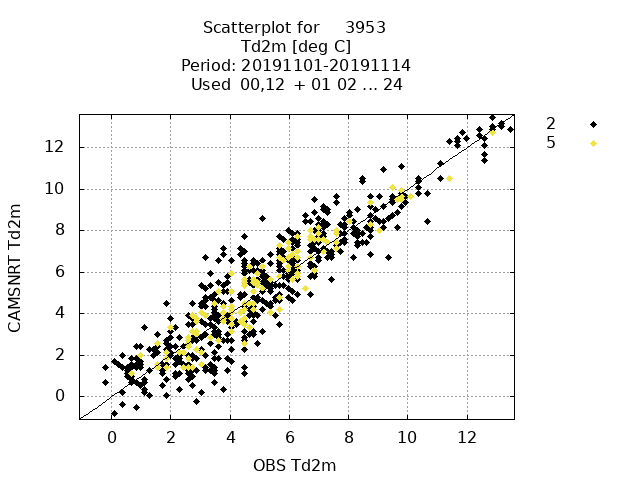 Scatterplot for 3953
Td2m [deg C]
Period: 20191101-20191114
Used 00,12 + 01 02 ... 24
2
5
12
10
8
6
4
2
0
CAMSNRT Td2m
0 2 4 6 8 10 12
OBS Td2m